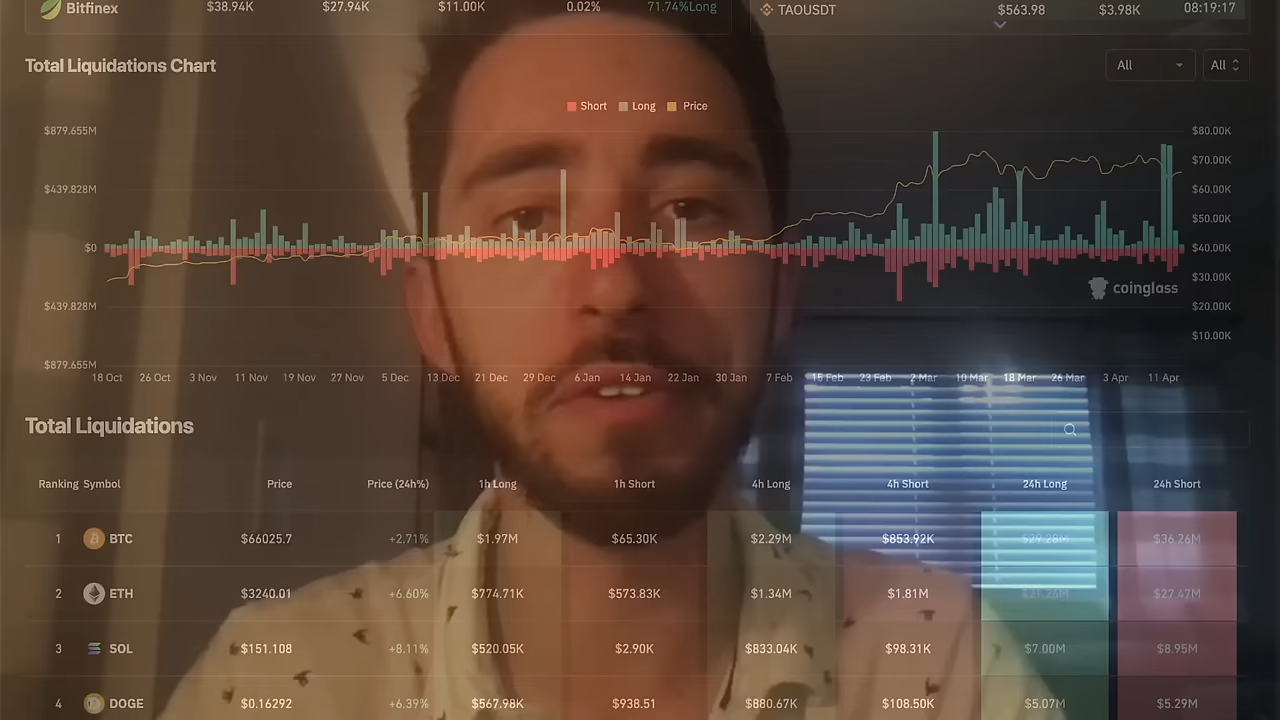 Bitfinex $38.94K $27.94K $11.00K 0.02% 71.74%Long TAOUSDT $563.98 $3.98K 08:19:17
Total Liquidations Chart All All
Short Long Price
$879.655M $80.00K
$70.00K
$439.828M $60.00K
$50.00K
$0 $40.00K
$30.00K
coinglass
$439.828M $20.00K
$10.00K
$879.655M
18 Oct 26 Oct 3 Nov 11 Nov 19 Nov 27 Nov 5 Dec 13 Dec 21 Dec 29 Dec 6 Jan 14 Jan 22 Jan 30 Jan 7 Feb 15 Feb 23 Feb 2 Mar 10 Mar 18 Mar 26 Mar 3 Apr 11 Apr
Total Liquidations
Ranking Symbol Price Price (24h%) 1h Long 1h Short 4h Long 4h Short 24h Long 24h Short
1 BTC $66025.7 +2.71% $1.97M $65.30K $2.29M $853.92K $29.28M $36.26M
2 ETH $3240.01 +6.60% $774.71K $573.83K $1.34M $1.81M $27.47M
3 SOL $151.108 +8.11% $520.05K $2.90K $833.04K $98.31K $7.00M $8.95M
4 DOGE $0.16292 +6.39% $567.98K $938.51 $880.67K $108.50K $5.07M $5.29M